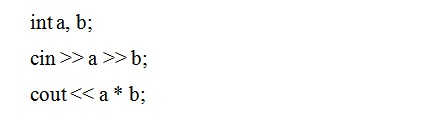 int a, b;
cin >> a >> b;
cout << a * b;